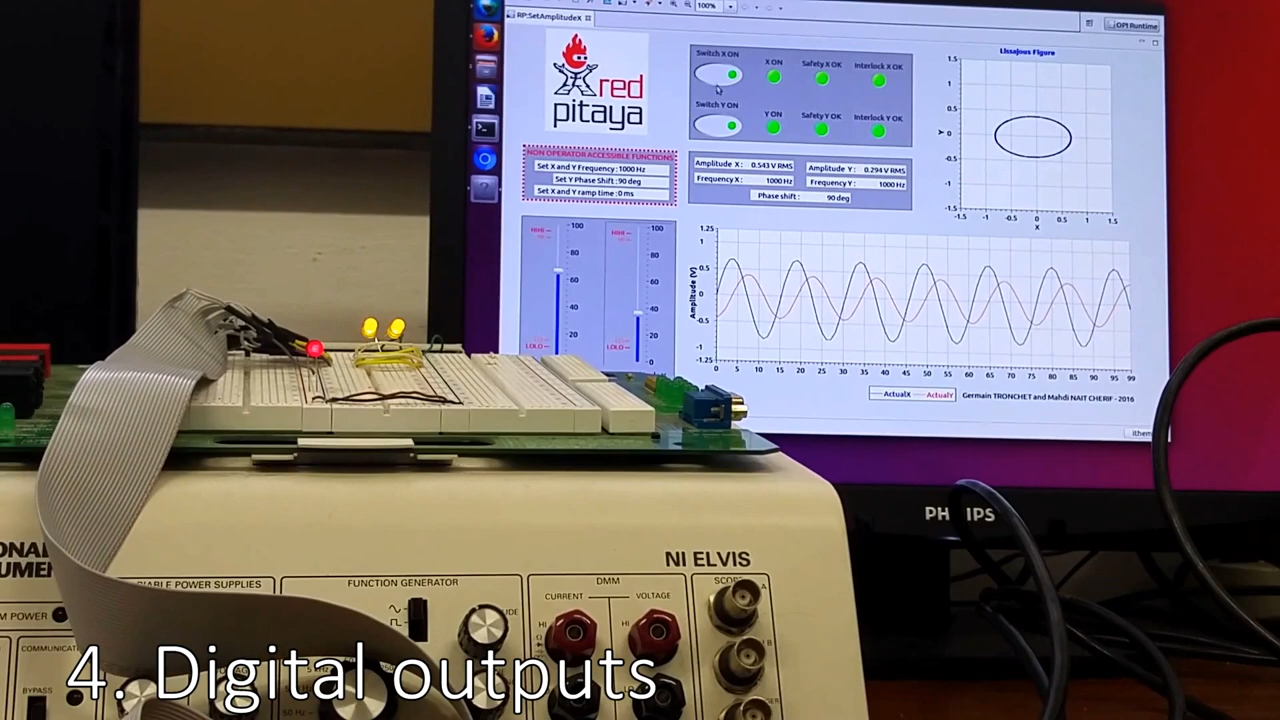 100%
RP:SetAmplitudeX
OPI Runtime
red
pitaya
Switch X ON
X ON
Safety X OK
Interlock X OK
Switch Y ON
Y ON
Safety Y OK
Interlock Y OK
Lissajous Figure
1.5
1
0.5
Y 0
-0.5
-1
-1.5
-1.5 -1 -0.5 0 0.5 1 1.5
X
NON OPERATOR ACCESSIBLE FUNCTIONS
Set X and Y Frequency :1000 Hz
Set Y Phase Shift :90 deg
Set X and Y ramp time :0 ms
Amplitude X : 0.543 V RMS
Amplitude Y : 0.294 V RMS
Frequency X : 1000 Hz
Frequency Y : 1000 Hz
Phase shift : 90 deg
HIHI
100
80
60
40
20
LOLO
HIHI
100
80
60
40
20
0
LOLO
1.25
1
0.5
0
-0.5
-1
-1.25
Amplitude (V)
0 5 10 15 20 25 30 35 40 45 50 55 60 65 70 75 80 85 90 95 99
ActualX ActualY
Germain TRONCHET and Mahdi NAIT CHERIF - 2016
PHILIPS
NI ELVIS
FUNCTION GENERATOR
DMM
CURRENT
VOLTAGE
HI
HI
A
B
POWER SUPPLIES
POWER
BYPASS
50 Hz
4. Digital outputs